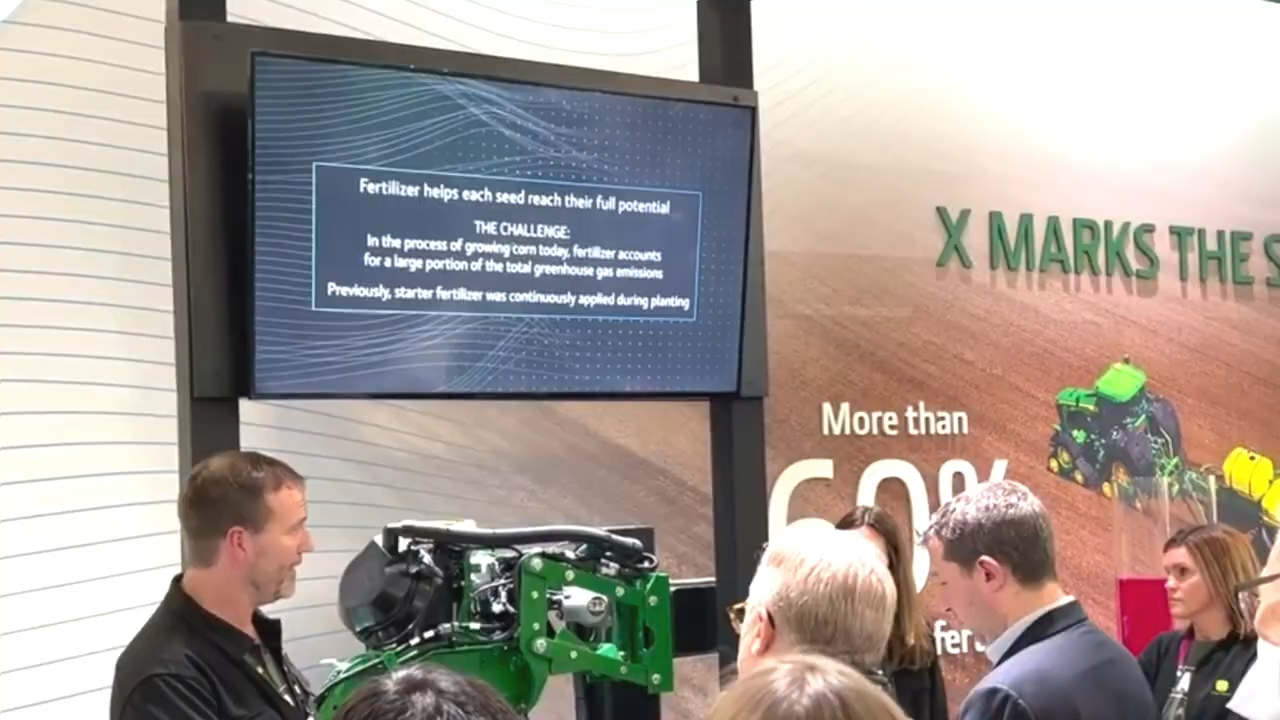 Fertilizer helps each seed reach their full potential
THE CHALLENGE:
In the process of growing corn today, fertilizer accounts
for a large portion of the total greenhouse gas emissions
Previously, starter fertilizer was continuously applied during planting
X MARKS THE S
More than
60%